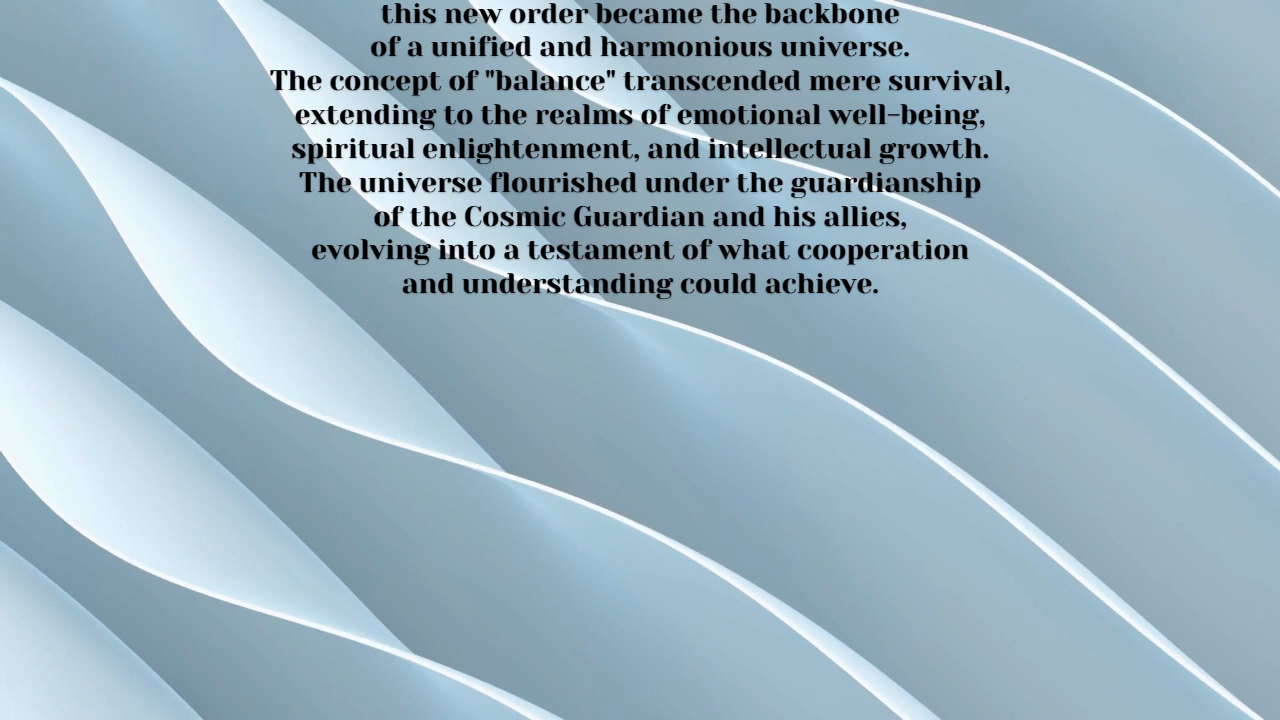 this new order became the backbone
of a unified and harmonious universe.
The concept of "balance" transcended mere survival,
extending to the realms of emotional well-being,
spiritual enlightenment, and intellectual growth.
The universe flourished under the guardianship
of the Cosmic Guardian and his allies,
evolving into a testament of what cooperation
and understanding could achieve.